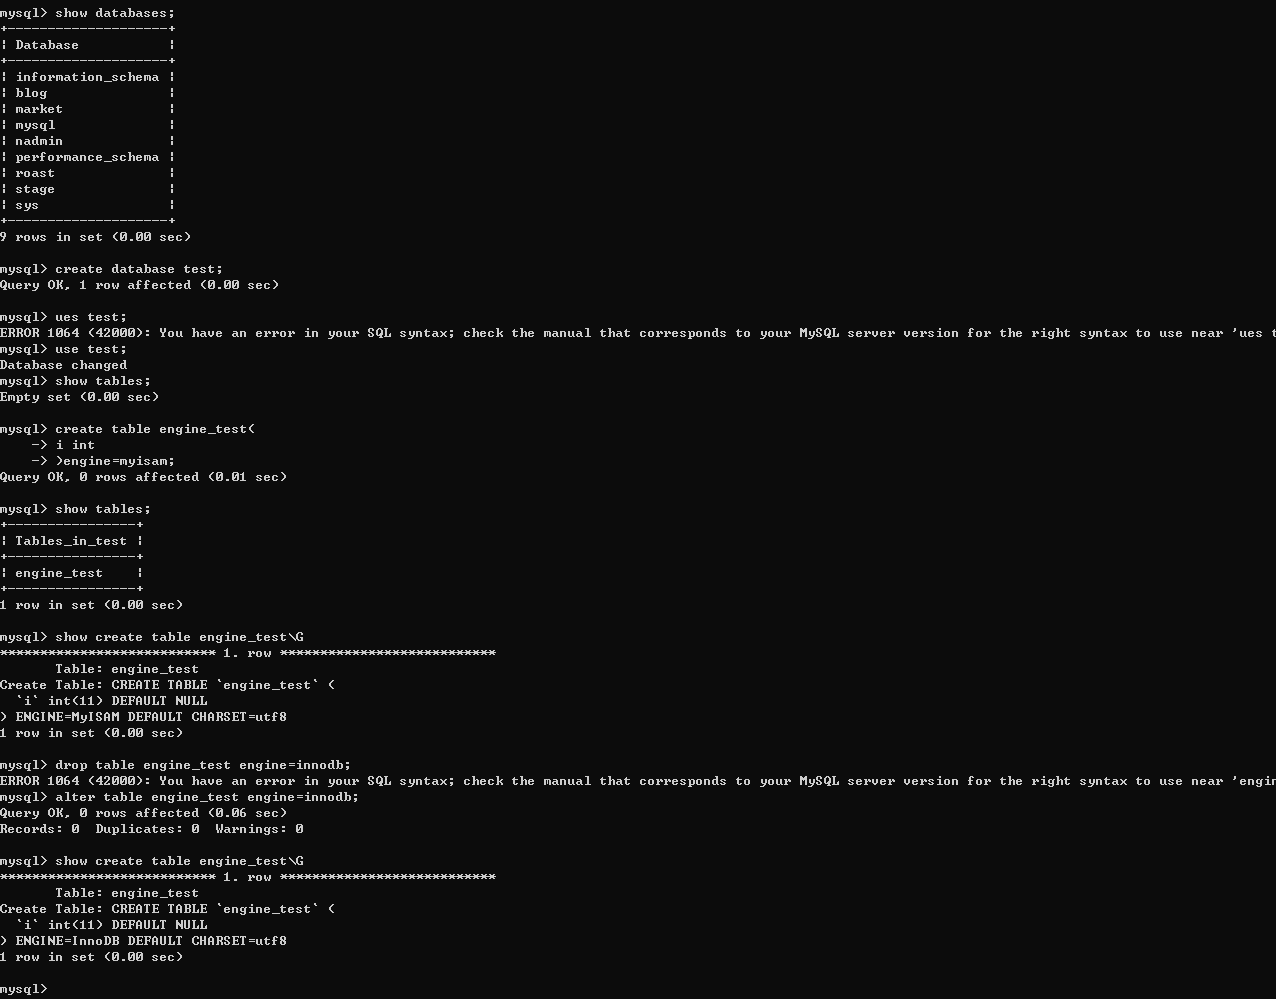 mysql> show databases;
+--------------------+
| Database           |
+--------------------+
| information_schema |
| blog               |
| market             |
| mysql              |
| nadmin             |
| performance_schema |
| roast              |
| stage              |
| sys                |
+--------------------+
9 rows in set (0.00 sec)

mysql> create database test;
Query OK, 1 row affected (0.00 sec)

mysql> ues test;
ERROR 1064 (42000): You have an error in your SQL syntax; check the manual that corresponds to your MySQL server version for the right syntax to use near 'ues t
mysql> use test;
Database changed
mysql> show tables;
Empty set (0.00 sec)

mysql> create table engine_test(
    -> i int
    -> )engine=myisam;
Query OK, 0 rows affected (0.01 sec)

mysql> show tables;
+----------------+
| Tables_in_test |
+----------------+
| engine_test    |
+----------------+
1 row in set (0.00 sec)

mysql> show create table engine_test\G
*************************** 1. row ***************************
       Table: engine_test
Create Table: CREATE TABLE `engine_test` (
  `i` int(11) DEFAULT NULL
) ENGINE=MyISAM DEFAULT CHARSET=utf8
1 row in set (0.00 sec)

mysql> drop table engine_test engine=innodb;
ERROR 1064 (42000): You have an error in your SQL syntax; check the manual that corresponds to your MySQL server version for the right syntax to use near 'engin
mysql> alter table engine_test engine=innodb;
Query OK, 0 rows affected (0.06 sec)
Records: 0  Duplicates: 0  Warnings: 0

mysql> show create table engine_test\G
*************************** 1. row ***************************
       Table: engine_test
Create Table: CREATE TABLE `engine_test` (
  `i` int(11) DEFAULT NULL
) ENGINE=InnoDB DEFAULT CHARSET=utf8
1 row in set (0.00 sec)

mysql>